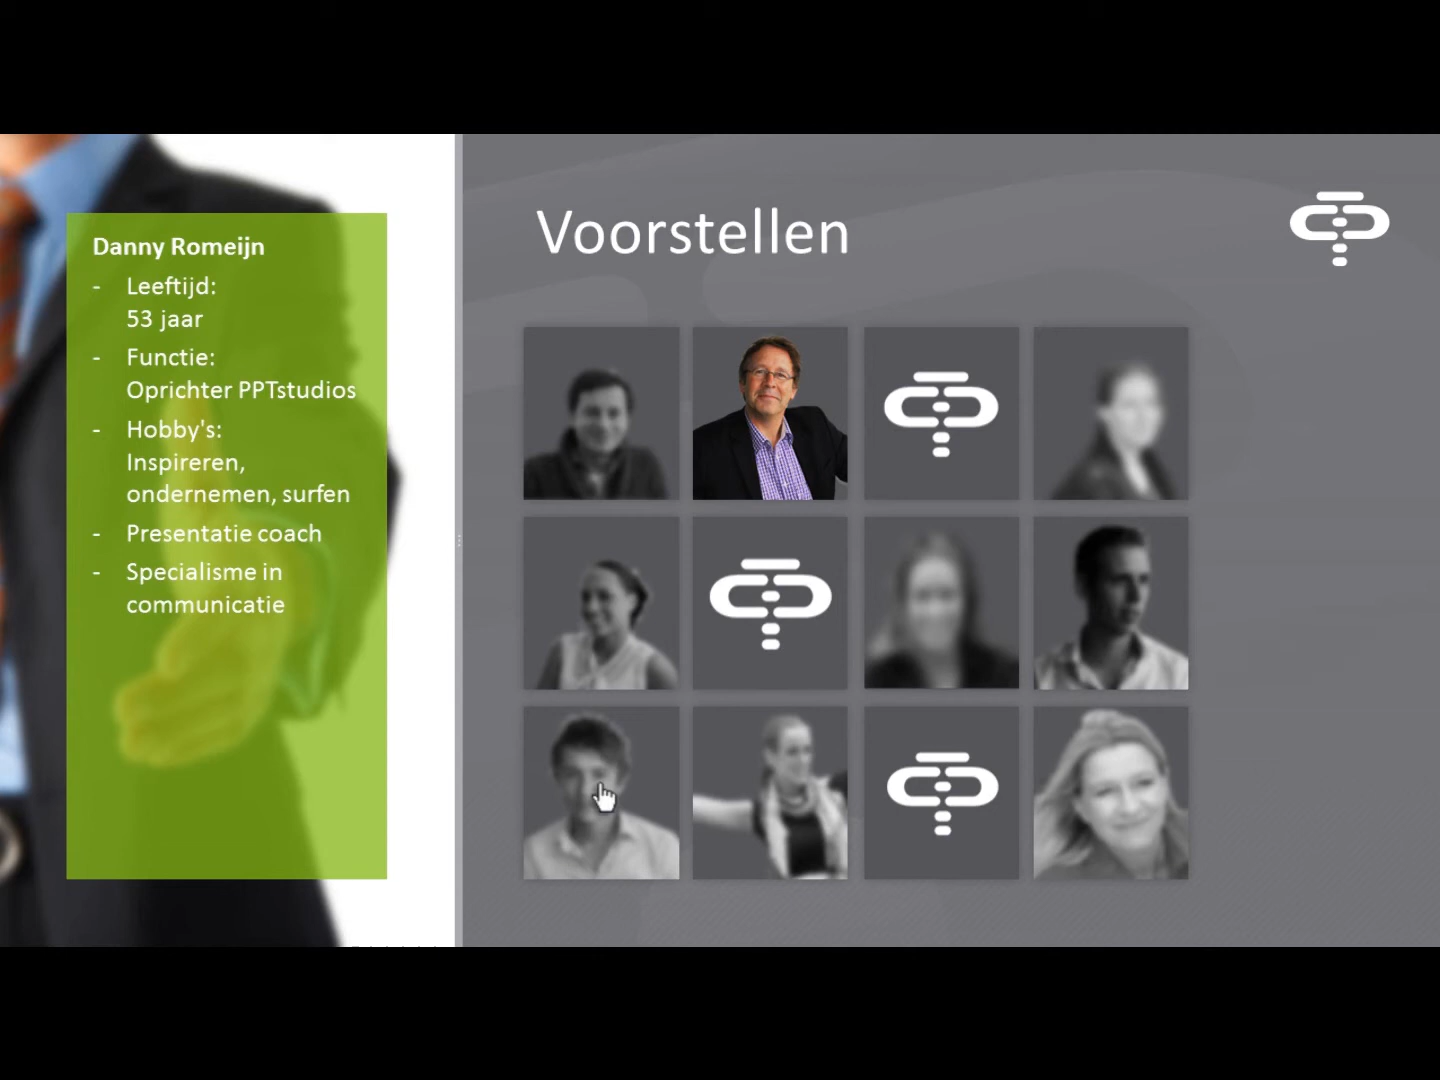 Voorstellen
Danny Romeijn
- Leeftijd:
53 jaar
- Functie:
Oprichter PPTstudios
- Hobby's:
Inspireren,
ondernemen, surfen
- Presentatie coach
- Specialisme in
communicatie